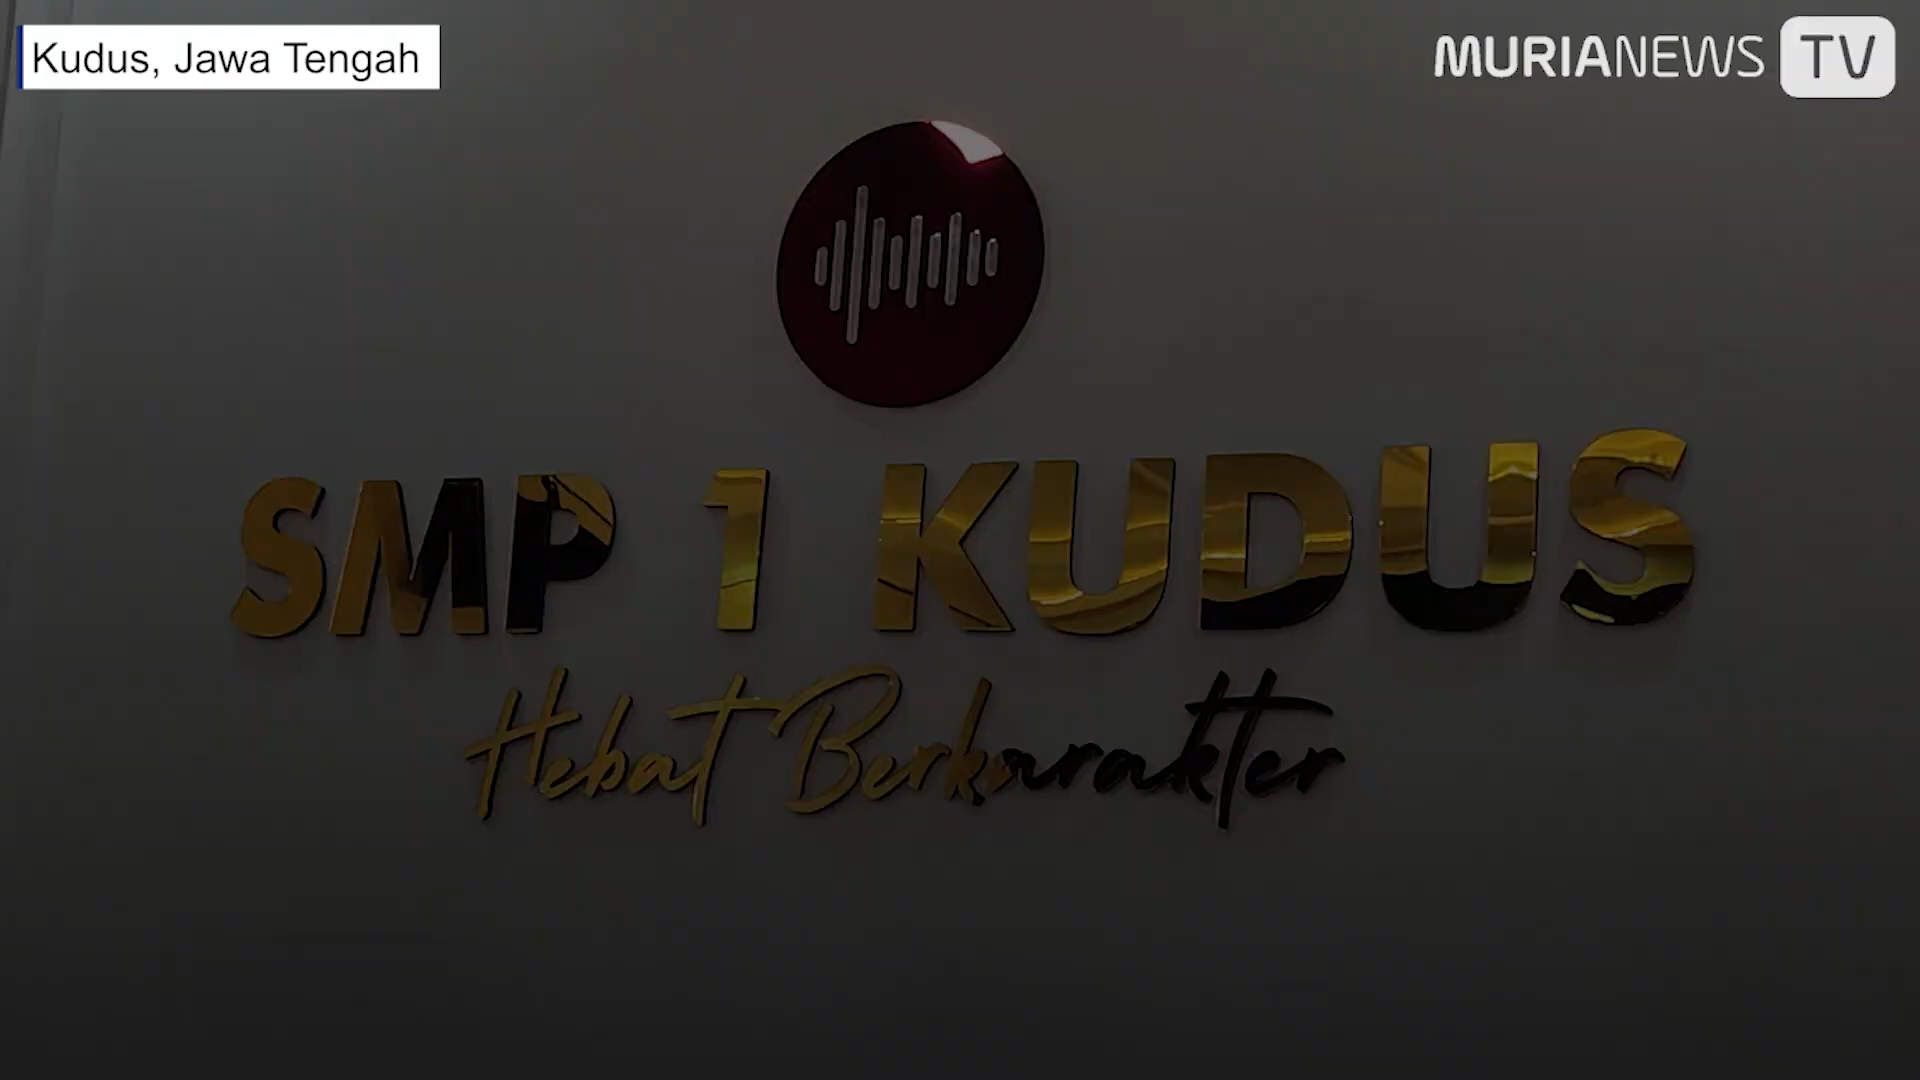 Kudus, Jawa Tengah
MURIANEWS TV
SMP 1 KUDUS
Hebat Berkarakter